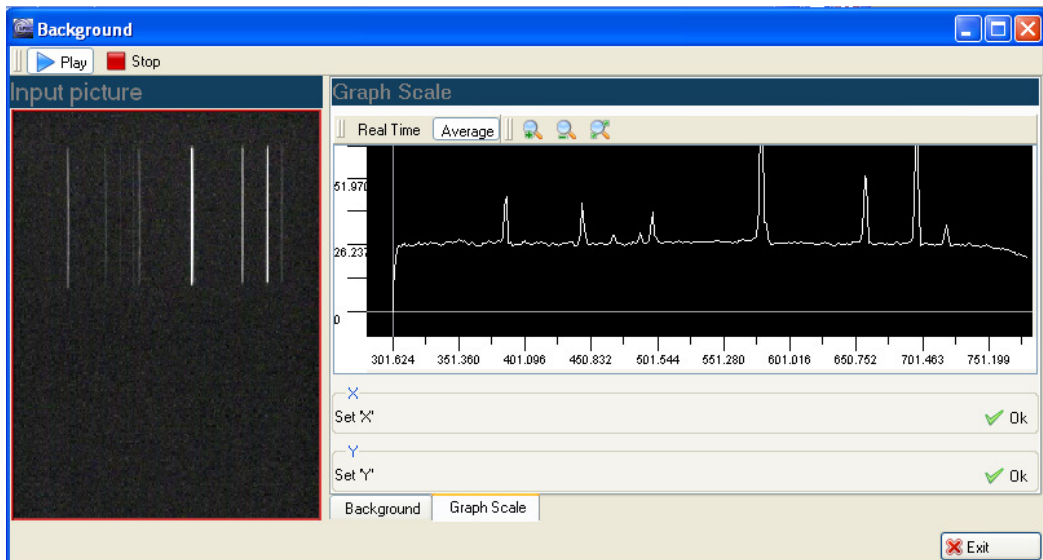 Background
Play Stop
Input picture
Graph Scale
Real Time Average
51.970
26.237
0
301.624 351.360 401.096 450.832 501.544 551.280 601.016 650.752 701.463 751.199
X
Set 'X'
Ok
Y
Set 'Y'
Ok
Background Graph Scale
Exit